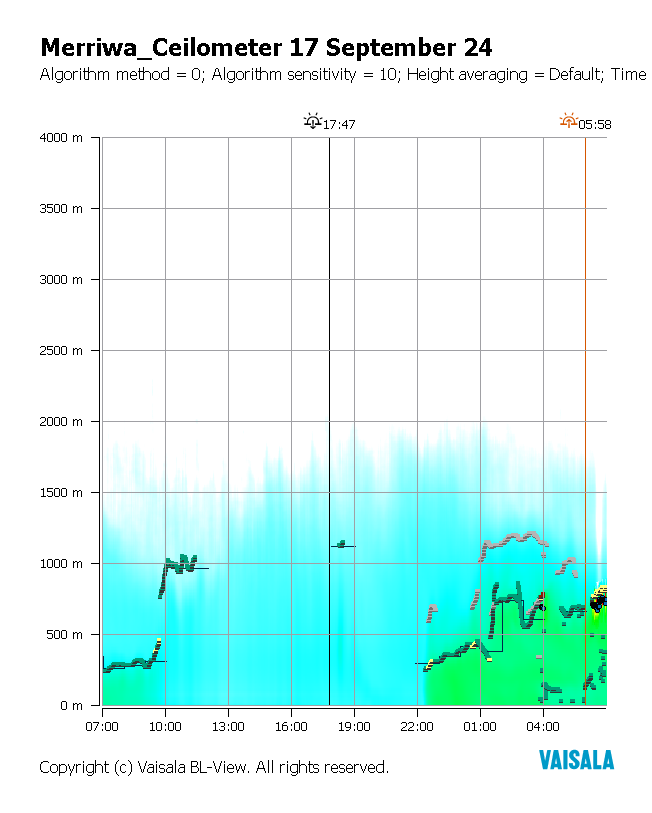 Merriwa_Ceilometer 17 September 24
Algorithm method = 0; Algorithm sensitivity = 10; Height averaging = Default; Time
17:47
05:58
4000 m
3500 m
3000 m
2500 m
2000 m
1500 m
1000 m
500 m
0 m
07:00 10:00 13:00 16:00 19:00 22:00 01:00 04:00
VAISALA
Copyright (c) Vaisala BL-View. All rights reserved.